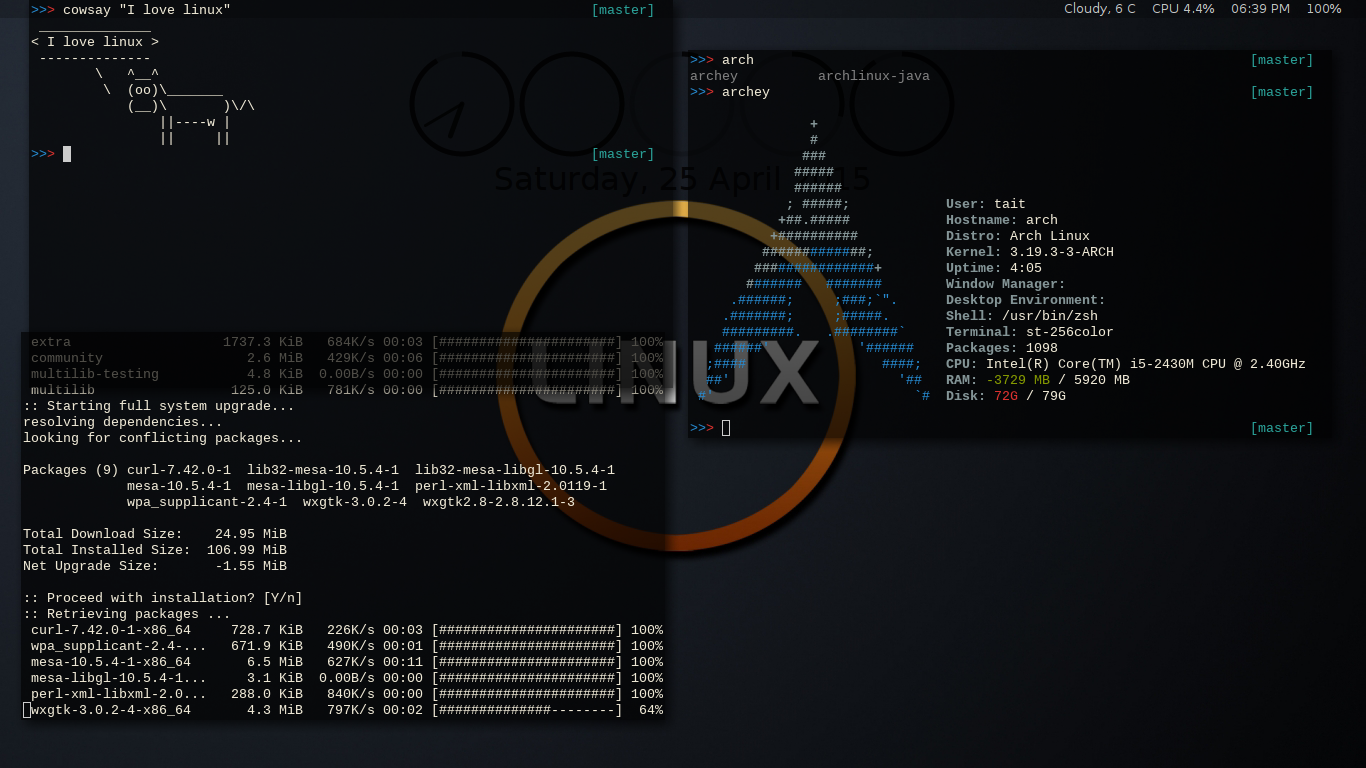 Cloudy, 6 C   CPU 4.4%   06:39 PM   100%
>>> cowsay "I love linux" [master]
 ______________
< I love linux >
 --------------
        \   ^__^
         \  (oo)\_______
            (__)\       )\/\
                ||----w |
                ||     ||
>>> [master]
Saturday, 25 April 15
LINUX
extra 1737.3 KiB 684K/s 00:03 [######################] 100%
community 2.6 MiB 429K/s 00:06 [######################] 100%
multilib-testing 4.8 KiB 0.00B/s 00:00 [######################] 100%
multilib 125.0 KiB 781K/s 00:00 [######################] 100%
:: Starting full system upgrade...
resolving dependencies...
looking for conflicting packages...
Packages (9) curl-7.42.0-1  lib32-mesa-10.5.4-1  lib32-mesa-libgl-10.5.4-1
             mesa-10.5.4-1  mesa-libgl-10.5.4-1  perl-xml-libxml-2.0119-1
             wpa_supplicant-2.4-1  wxgtk-3.0.2-4  wxgtk2.8-2.8.12.1-3
Total Download Size:    24.95 MiB
Total Installed Size:  106.99 MiB
Net Upgrade Size:       -1.55 MiB
:: Proceed with installation? [Y/n]
:: Retrieving packages ...
curl-7.42.0-1-x86_64 728.7 KiB 226K/s 00:03 [######################] 100%
wpa_supplicant-2.4-... 671.9 KiB 490K/s 00:01 [######################] 100%
mesa-10.5.4-1-x86_64 6.5 MiB 627K/s 00:11 [######################] 100%
mesa-libgl-10.5.4-1... 3.1 KiB 0.00B/s 00:00 [######################] 100%
perl-xml-libxml-2.0... 288.0 KiB 840K/s 00:00 [######################] 100%
wxgtk-3.0.2-4-x86_64 4.3 MiB 797K/s 00:02 [##############--------] 64%
>>> arch [master]
archey          archlinux-java
>>> archey [master]
               +
               #
              ###
             #####
             ######
            ; #####;
           +##.#####
          +##########
         #############;
        ###############+
       #######   #######
     .######;     ;###;`".
    .#######;     ;#####.
    #########.   .########`
   ######'           '######
  ;####                 ####;
  ##'                     '##
 #'                         `#
User: tait
Hostname: arch
Distro: Arch Linux
Kernel: 3.19.3-3-ARCH
Uptime: 4:05
Window Manager:
Desktop Environment:
Shell: /usr/bin/zsh
Terminal: st-256color
Packages: 1098
CPU: Intel(R) Core(TM) i5-2430M CPU @ 2.40GHz
RAM: -3729 MB / 5920 MB
Disk: 72G / 79G
>>> [master]